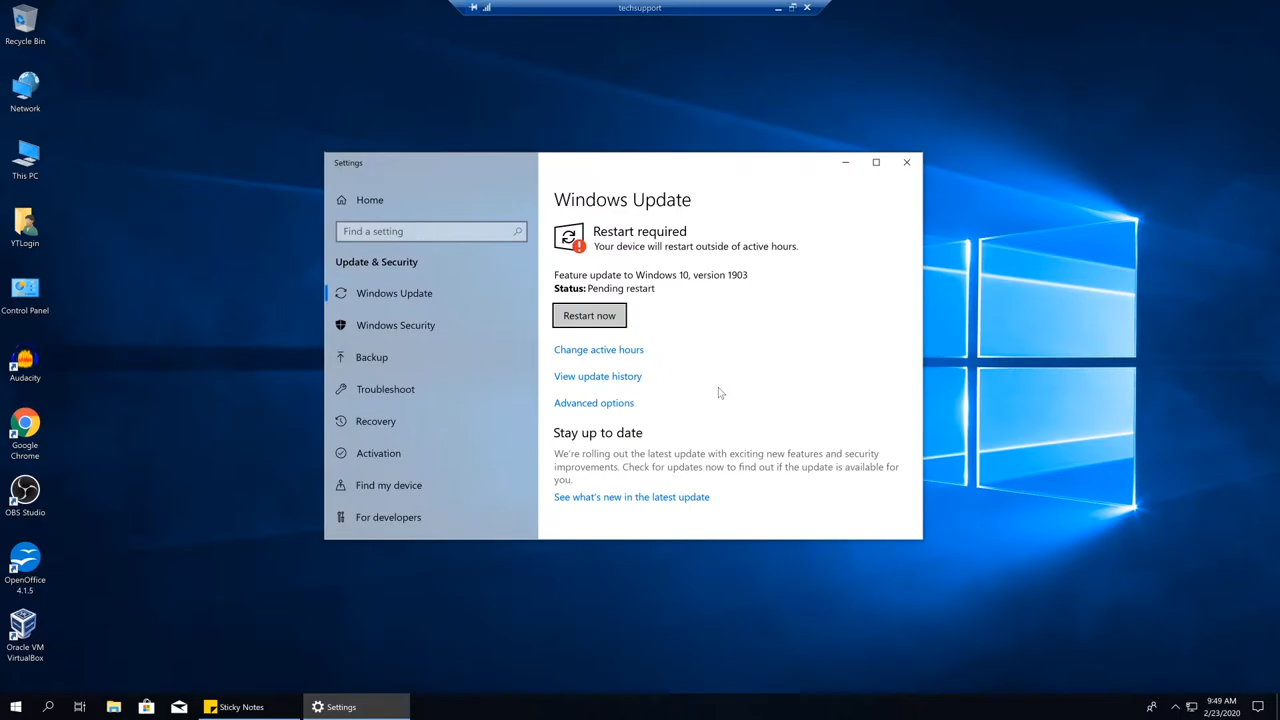 techsupport
Recycle Bin
Network
This PC
YTLogin
Control Panel
Audacity
Google
Chrome
OBS Studio
OpenOffice
4.1.5
Oracle VM
VirtualBox
Settings
Home
Find a setting
Update & Security
Windows Update
Windows Security
Backup
Troubleshoot
Recovery
Activation
Find my device
For developers
Windows Update
Restart required
Your device will restart outside of active hours.
Feature update to Windows 10, version 1903
Status: Pending restart
Restart now
Change active hours
View update history
Advanced options
Stay up to date
We're rolling out the latest update with exciting new features and security
improvements. Check for updates now to find out if the update is available for
you.
See what's new in the latest update
Sticky Notes
Settings
9:49 AM
2/23/2020